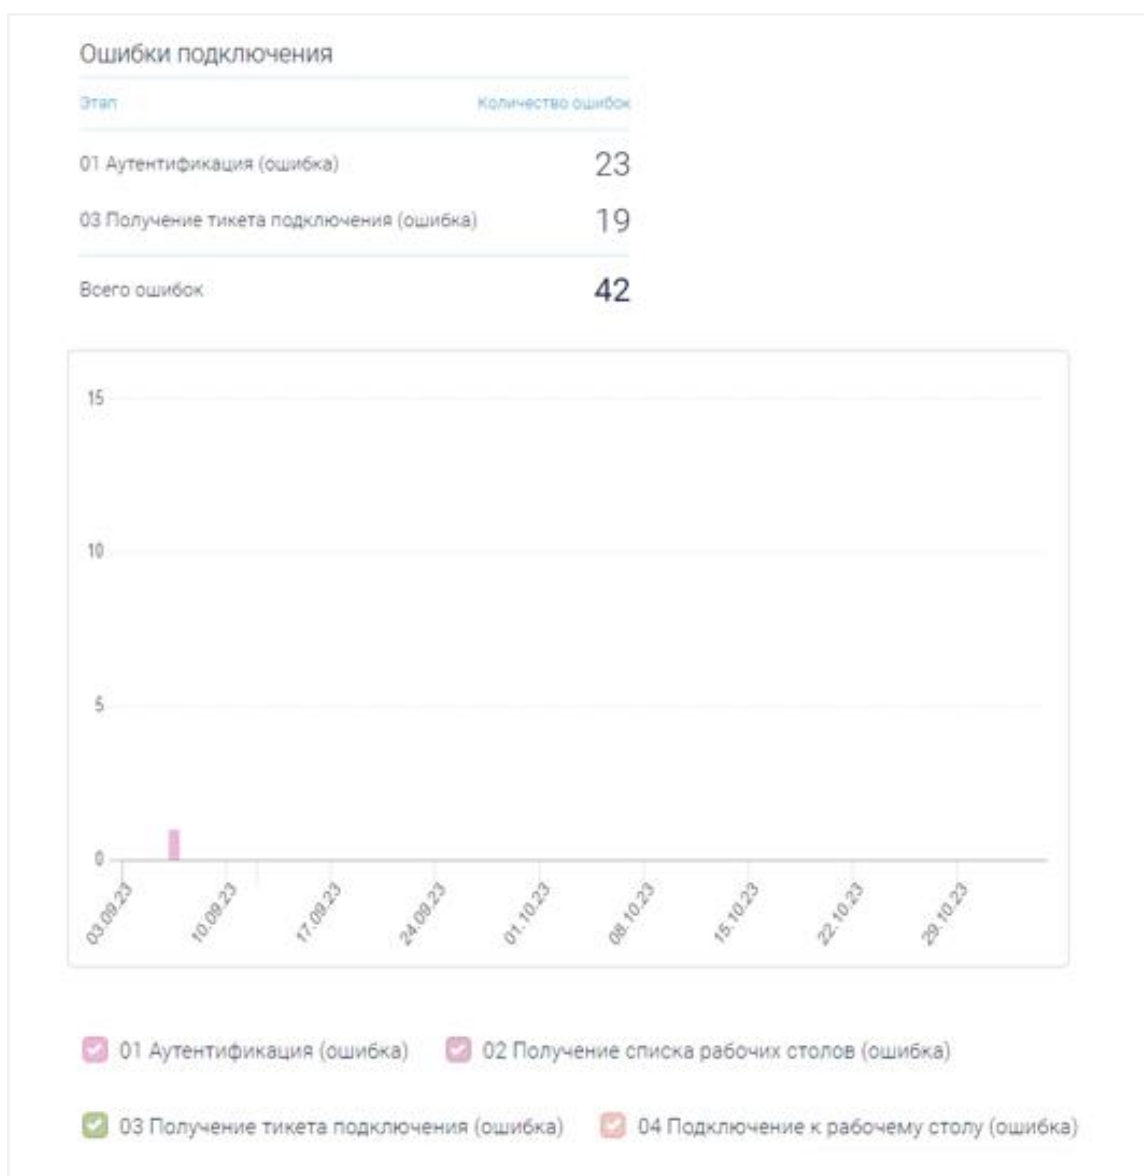 Ошибки подключения
Этап Количество ошибок
01 Аутентификация (ошибка) 23
03 Получение тикета подключения (ошибка) 19
Всего ошибок 42
15
10
5
0
03.09.23 10.09.23 17.09.23 24.09.23 01.10.23 08.10.23 15.10.23 22.10.23 29.10.23
01 Аутентификация (ошибка) 02 Получение списка рабочих столов (ошибка)
03 Получение тикета подключения (ошибка) 04 Подключение к рабочему столу (ошибка)